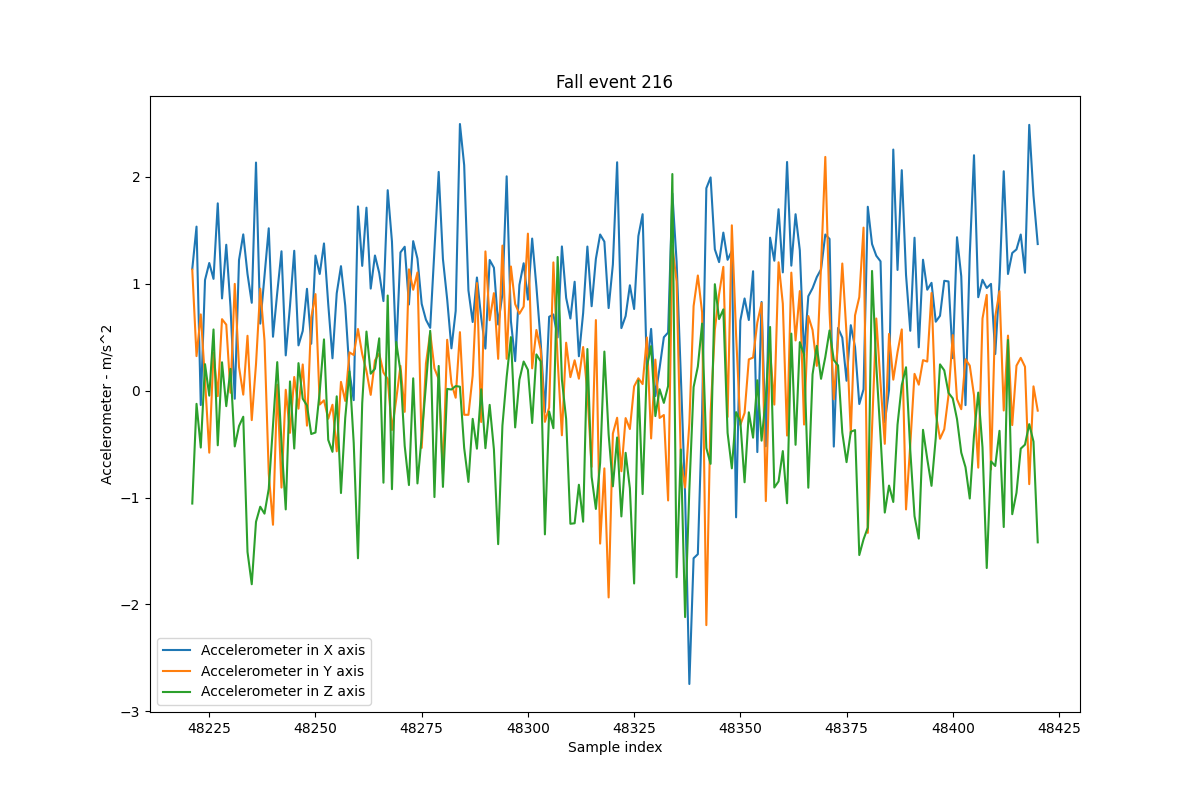 Fall event 216
Accelerometer - m/s^2
2
1
0
−1
−2
−3
Accelerometer in X axis
Accelerometer in Y axis
Accelerometer in Z axis
48225 48250 48275 48300 48325 48350 48375 48400 48425
Sample index